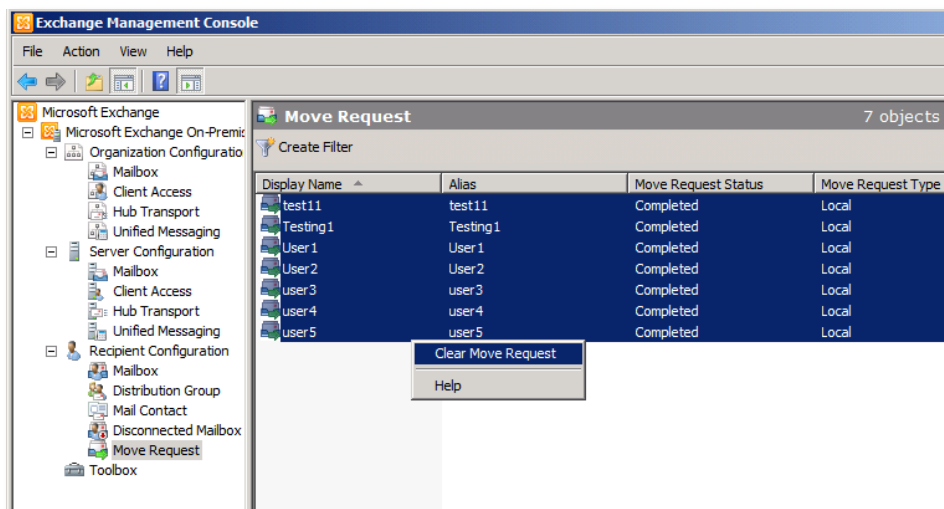 Exchange Management Console
File Action View Help
Microsoft Exchange
Microsoft Exchange On-Premis
Organization Configuratio
Mailbox
Client Access
Hub Transport
Unified Messaging
Server Configuration
Mailbox
Client Access
Hub Transport
Unified Messaging
Recipient Configuration
Mailbox
Distribution Group
Mail Contact
Disconnected Mailbox
Move Request
Toolbox
Move Request 7 objects
Create Filter
Display Name Alias Move Request Status Move Request Type
test11 test11 Completed Local
Testing1 Testing1 Completed Local
User1 User1 Completed Local
User2 User2 Completed Local
user3 user3 Completed Local
user4 user4 Completed Local
user5 user5 Completed Local
Clear Move Request
Help